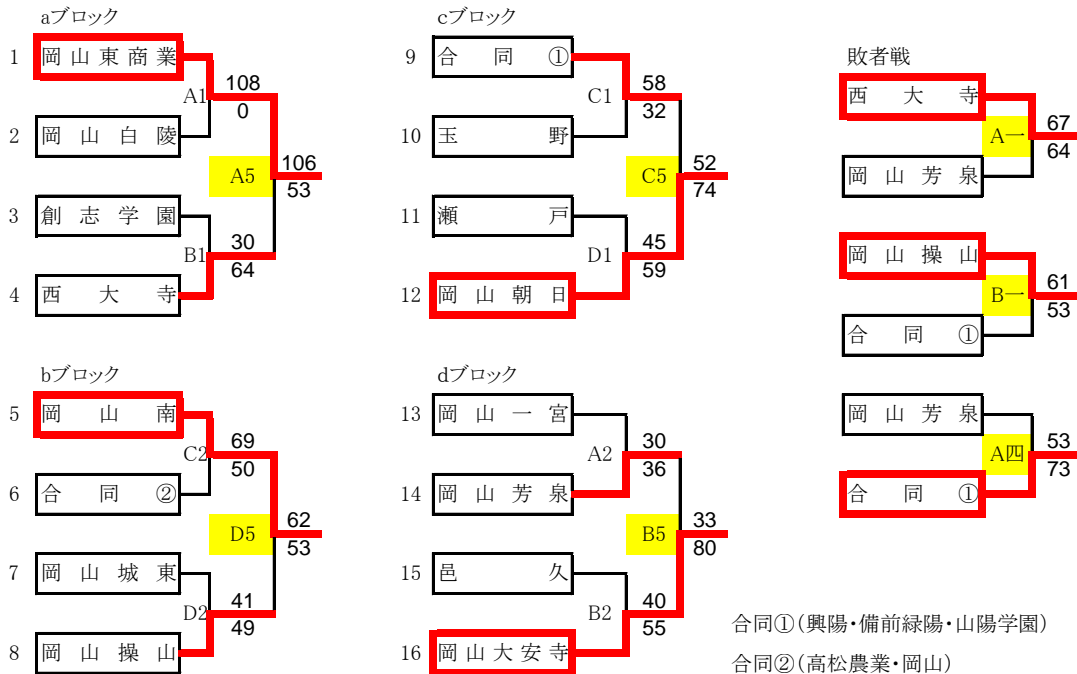 aブロック
1 岡山東商業
A1
108
0
2 岡山白陵
A5
106
53
3 創志学園
B1
30
64
4 西大寺
bブロック
5 岡山南
C2
69
50
6 合同②
D5
62
53
7 岡山城東
D2
41
49
8 岡山操山
cブロック
9 合同①
C1
58
32
10 玉野
C5
52
74
11 瀬戸
D1
45
59
12 岡山朝日
dブロック
13 岡山一宮
A2
30
36
14 岡山芳泉
B5
33
80
15 邑久
B2
40
55
16 岡山大安寺
敗者戦
西大寺
A一
67
64
岡山芳泉
岡山操山
B一
61
53
合同①
岡山芳泉
A四
53
73
合同①
合同①(興陽・備前緑陽・山陽学園)
合同②(高松農業・岡山)